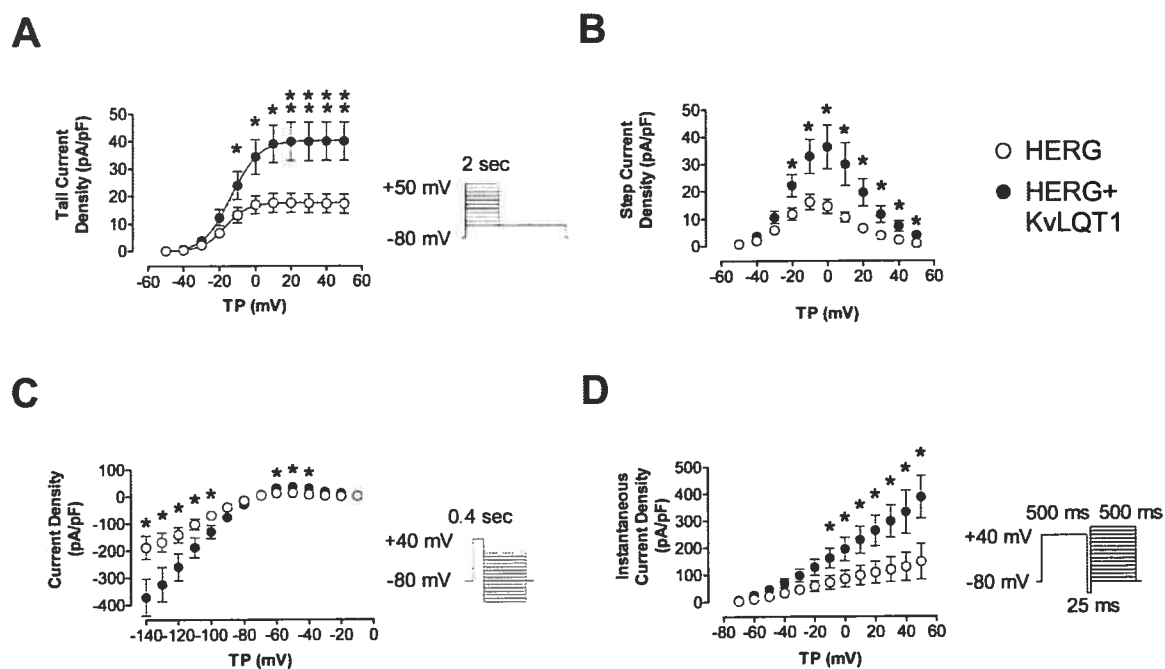 A
B
* * * * * * *
* * * *
Tail Current
Density (pA/pF)
50
40
30
20
10
0
-60 -40 -20 0 20 40 60
TP (mV)
2 sec
+50 mV
-80 mV
* * * * * * * *
Step Current
Density (pA/pF)
50
40
30
20
10
0
-60 -40 -20 0 20 40 60
TP (mV)
HERG
HERG+
KvLQT1
C
D
* * * * * * * *
Current Density
(pA/pF)
100
0
-100
-200
-300
-400
-140 -120 -100 -80 -60 -40 -20 0
TP (mV)
0.4 sec
+40 mV
-80 mV
* * * * * * *
Instantaneous
Current Density
(pA/pF)
500
400
300
200
100
0
-80 -60 -40 -20 0 20 40 60
TP (mV)
500 ms 500 ms
+40 mV
-80 mV
25 ms